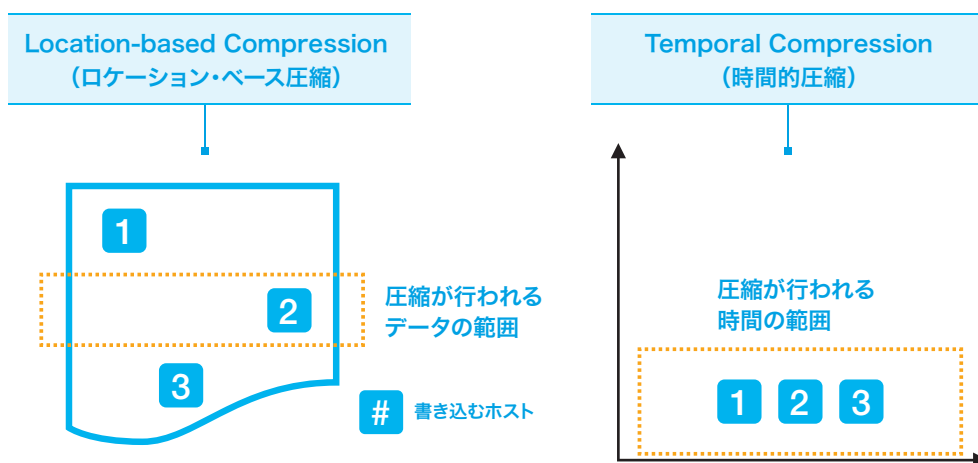 Location-based Compression
（ロケーション・ベース圧縮）
1
2
3
圧縮が行われる
データの範囲
# 書き込むホスト
Temporal Compression
（時間的圧縮）
圧縮が行われる
時間の範囲
1 2 3